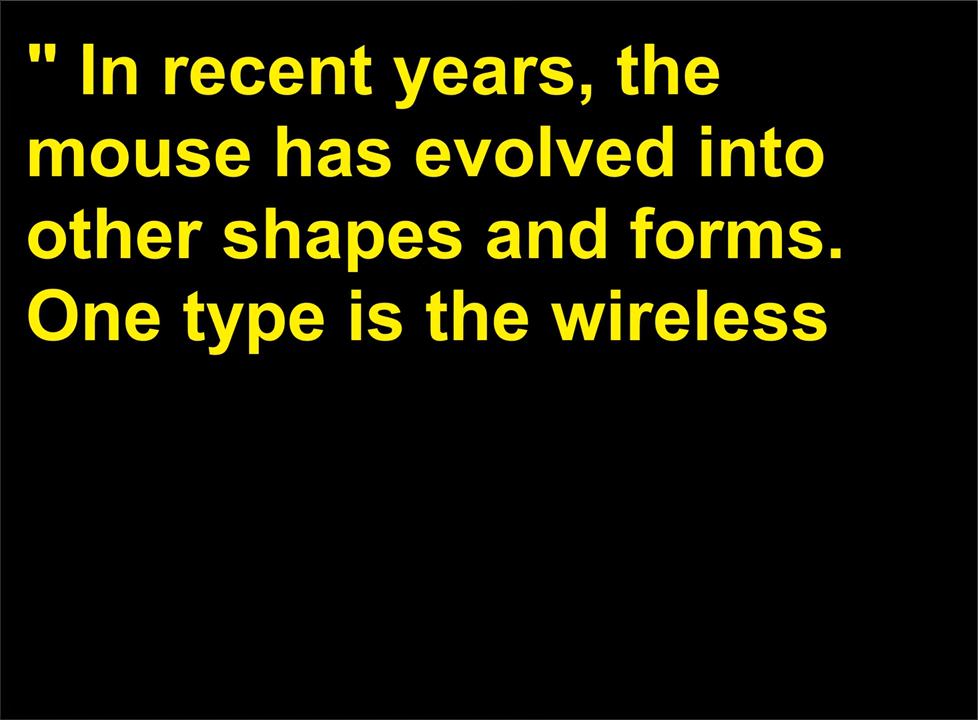 " In recent years, the
mouse has evolved into
other shapes and forms.
One type is the wireless